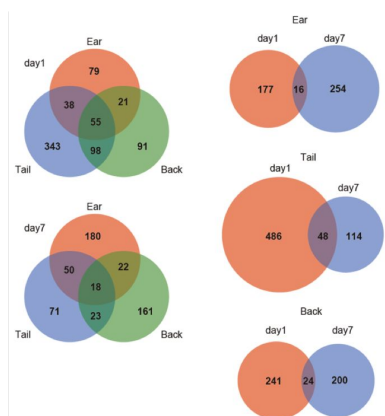 Ear
day1
79
38
21
55
343
98
91
Tail
Back
Ear
day7
180
50
22
18
71
23
161
Tail
Back
Ear
day1
day7
177
16
254
Tail
day1
day7
486
48
114
Back
day1
day7
241
24
200